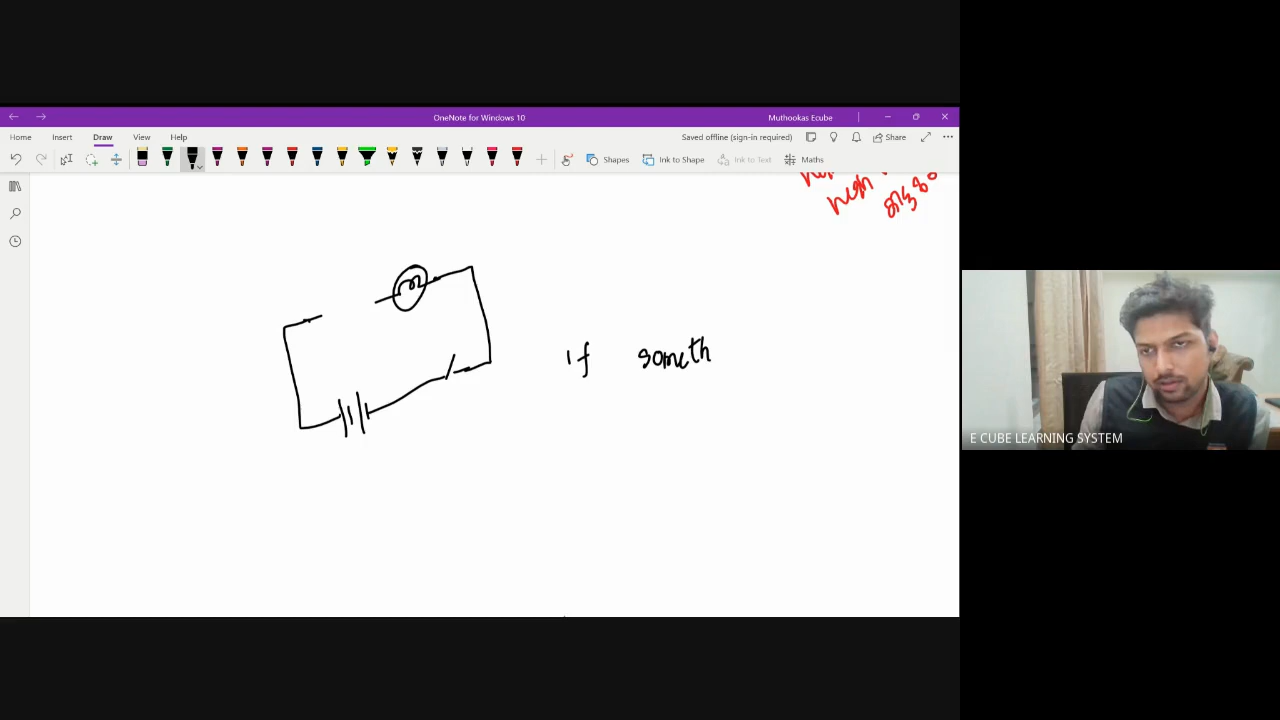 OneNote for Windows 10
Muthookas Ecube
Home Insert Draw View Help
Saved offline (sign-in required) Share
Shapes Ink to Shape Ink to Text Maths
if someth
E CUBE LEARNING SYSTEM